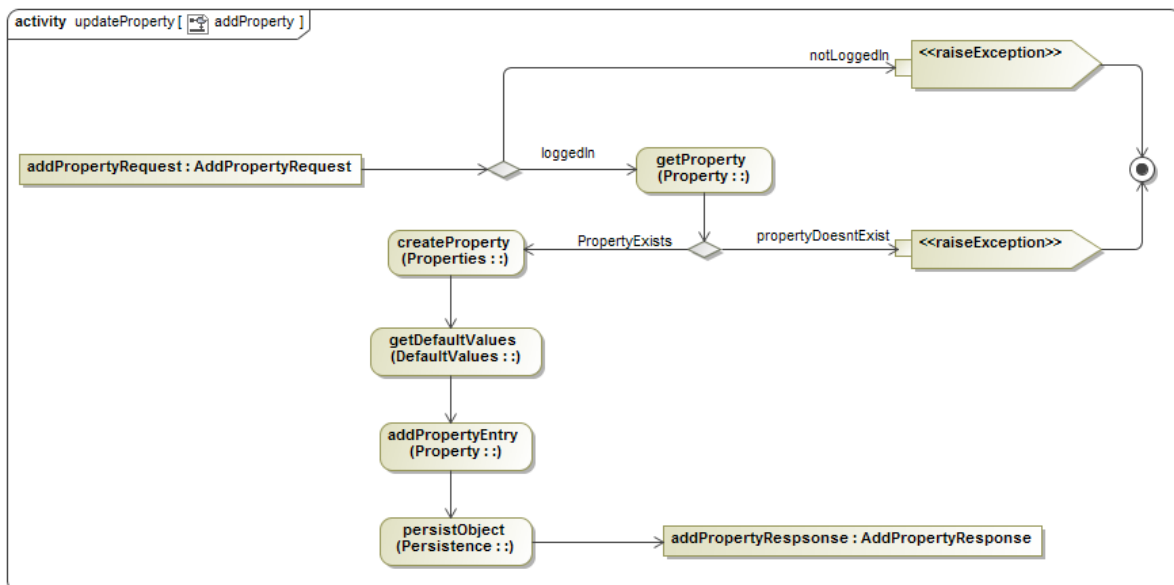 activity updateProperty [ addProperty ]
notLoggedIn
<<raiseException>>
addPropertyRequest : AddPropertyRequest
loggedIn
getProperty
(Property : :)
createProperty
(Properties : :)
PropertyExists
propertyDoesntExist
<<raiseException>>
getDefaultValues
(DefaultValues : :)
addPropertyEntry
(Property : :)
persistObject
(Persistence : :)
addPropertyRespsonse : AddPropertyResponse